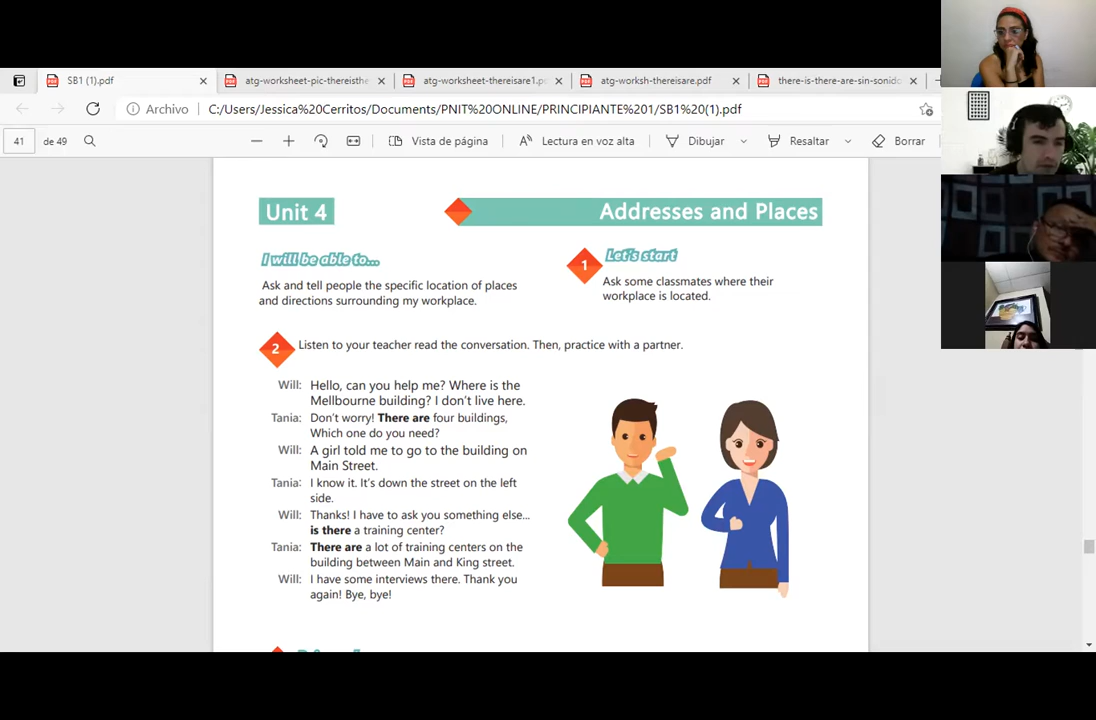 SB1 (1).pdf
atg-worksheet-pic-thereisthe
atg-worksheet-thereisare1.p
atg-worksh-thereisare.pdf
there-is-there-are-sin-sonido
Archivo
C:/Users/Jessica%20Cerritos/Documents/PNIT%20ONLINE/PRINCIPIANTE%201/SB1%20(1).pdf
41 de 49
Vista de página
Lectura en voz alta
Dibujar
Resaltar
Borrar
Unit 4
Addresses and Places
I will be able to...
Ask and tell people the specific location of places
and directions surrounding my workplace.
1
Let's start
Ask some classmates where their
workplace is located.
2
Listen to your teacher read the conversation. Then, practice with a partner.
Will: Hello, can you help me? Where is the
Mellbourne building? I don't live here.
Tania: Don't worry! There are four buildings,
Which one do you need?
Will: A girl told me to go to the building on
Main Street.
Tania: I know it. It's down the street on the left
side.
Will: Thanks! I have to ask you something else...
is there a training center?
Tania: There are a lot of training centers on the
building between Main and King street.
Will: I have some interviews there. Thank you
again! Bye, bye!